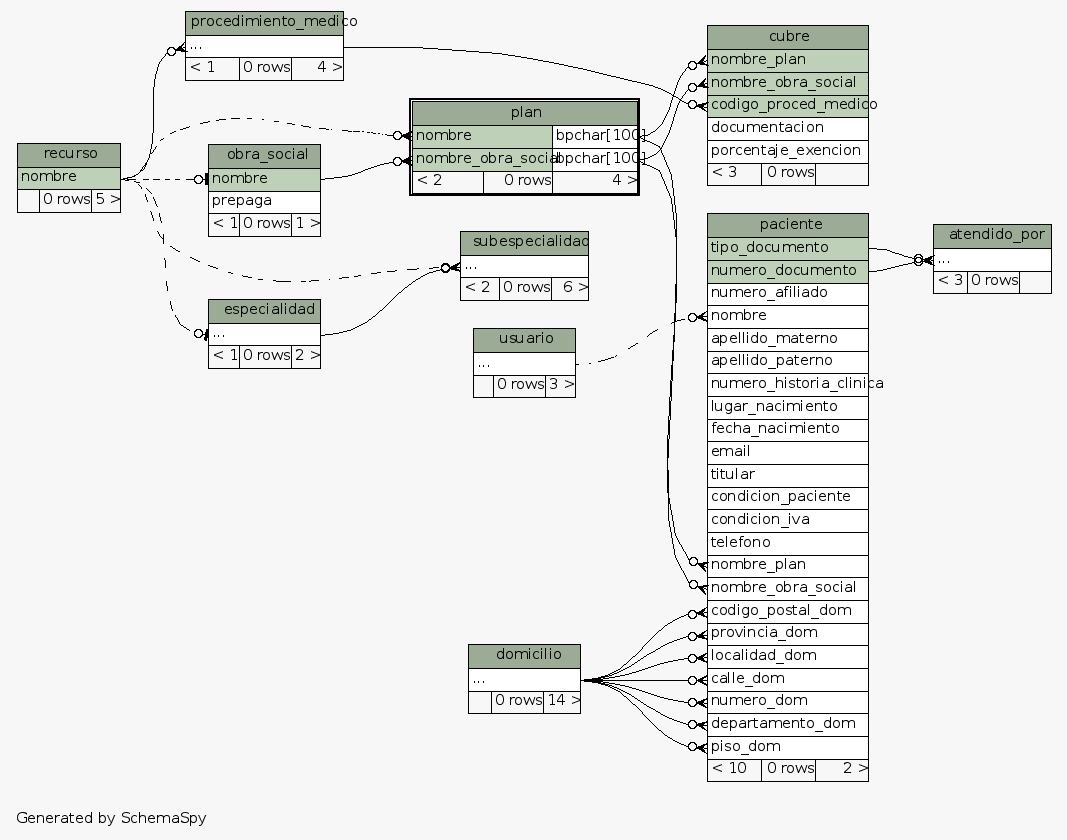 procedimiento_medico
...
< 1 0 rows 4 >
cubre
nombre_plan
nombre_obra_social
codigo_proced_medico
documentacion
porcentaje_exencion
< 3 0 rows
plan
nombre bpchar[100]
nombre_obra_social bpchar[100]
< 2 0 rows 4 >
recurso
nombre
0 rows 5 >
obra_social
nombre
prepaga
< 1 0 rows 1 >
paciente
tipo_documento
numero_documento
numero_afiliado
nombre
apellido_materno
apellido_paterno
numero_historia_clinica
lugar_nacimiento
fecha_nacimiento
email
titular
condicion_paciente
condicion_iva
telefono
nombre_plan
nombre_obra_social
codigo_postal_dom
provincia_dom
localidad_dom
calle_dom
numero_dom
departamento_dom
piso_dom
< 10 0 rows 2 >
atendido_por
...
< 3 0 rows
subespecialidad
...
< 2 0 rows 6 >
especialidad
...
< 1 0 rows 2 >
usuario
...
0 rows 3 >
domicilio
...
0 rows 14 >
Generated by SchemaSpy